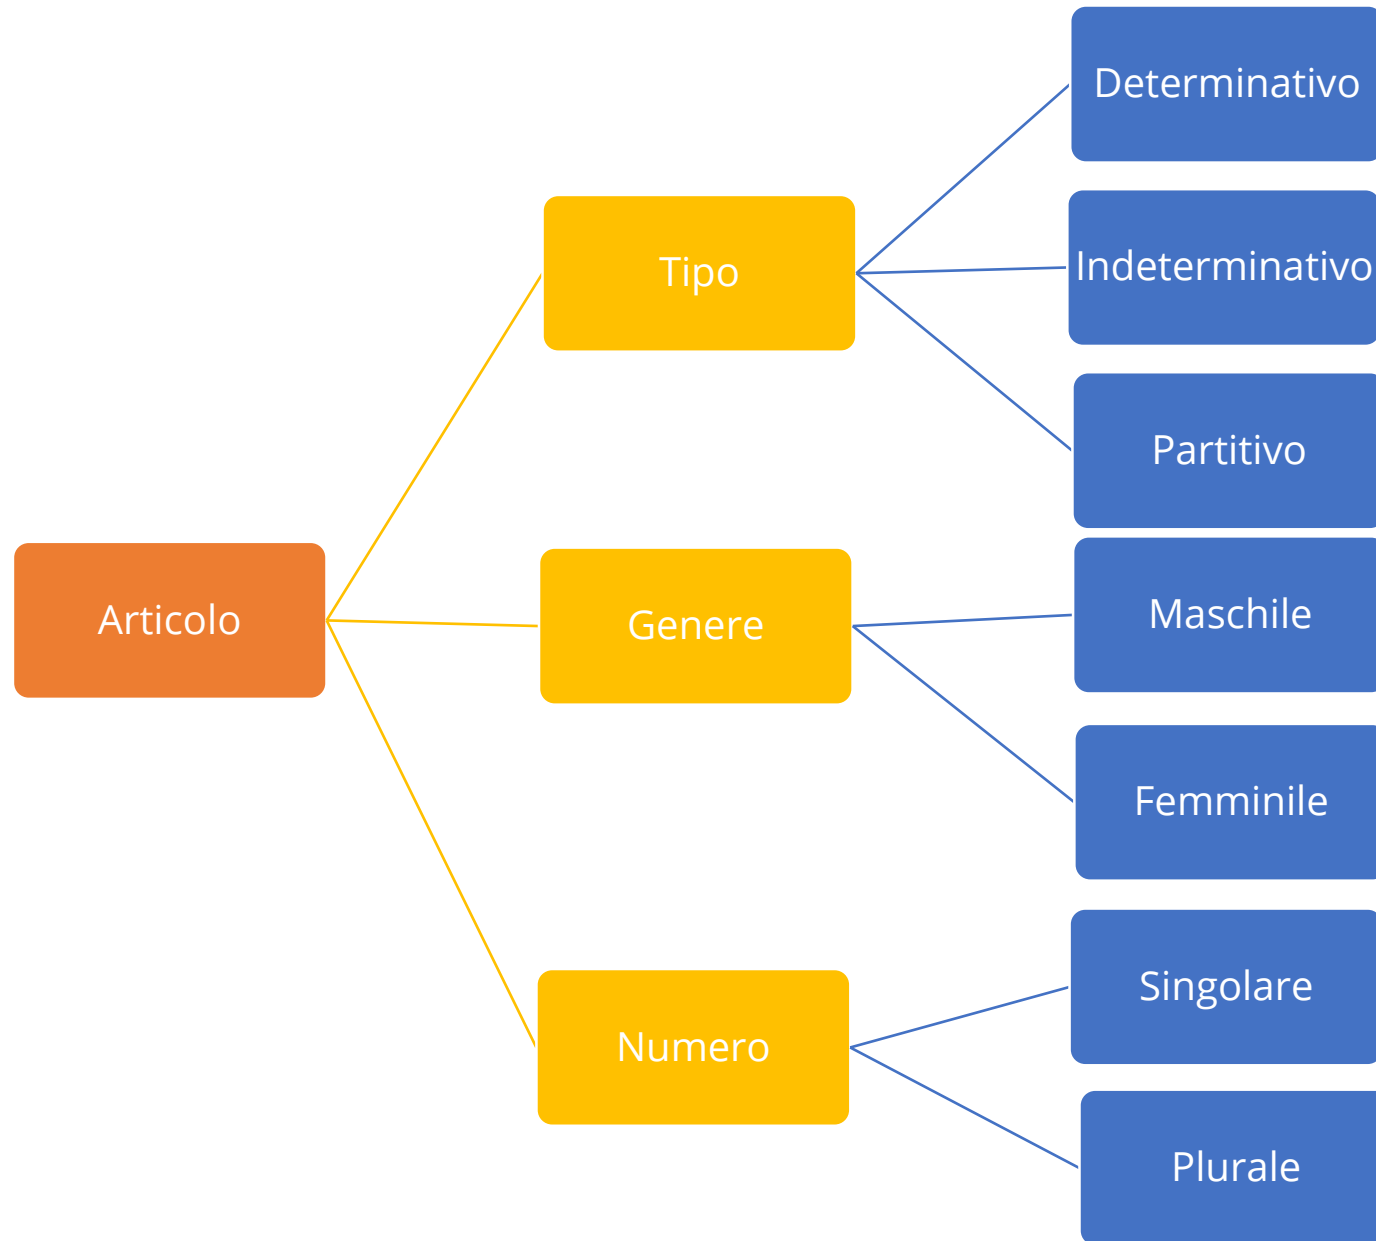 Articolo
Tipo
Determinativo
Indeterminativo
Partitivo
Genere
Maschile
Femminile
Numero
Singolare
Plurale